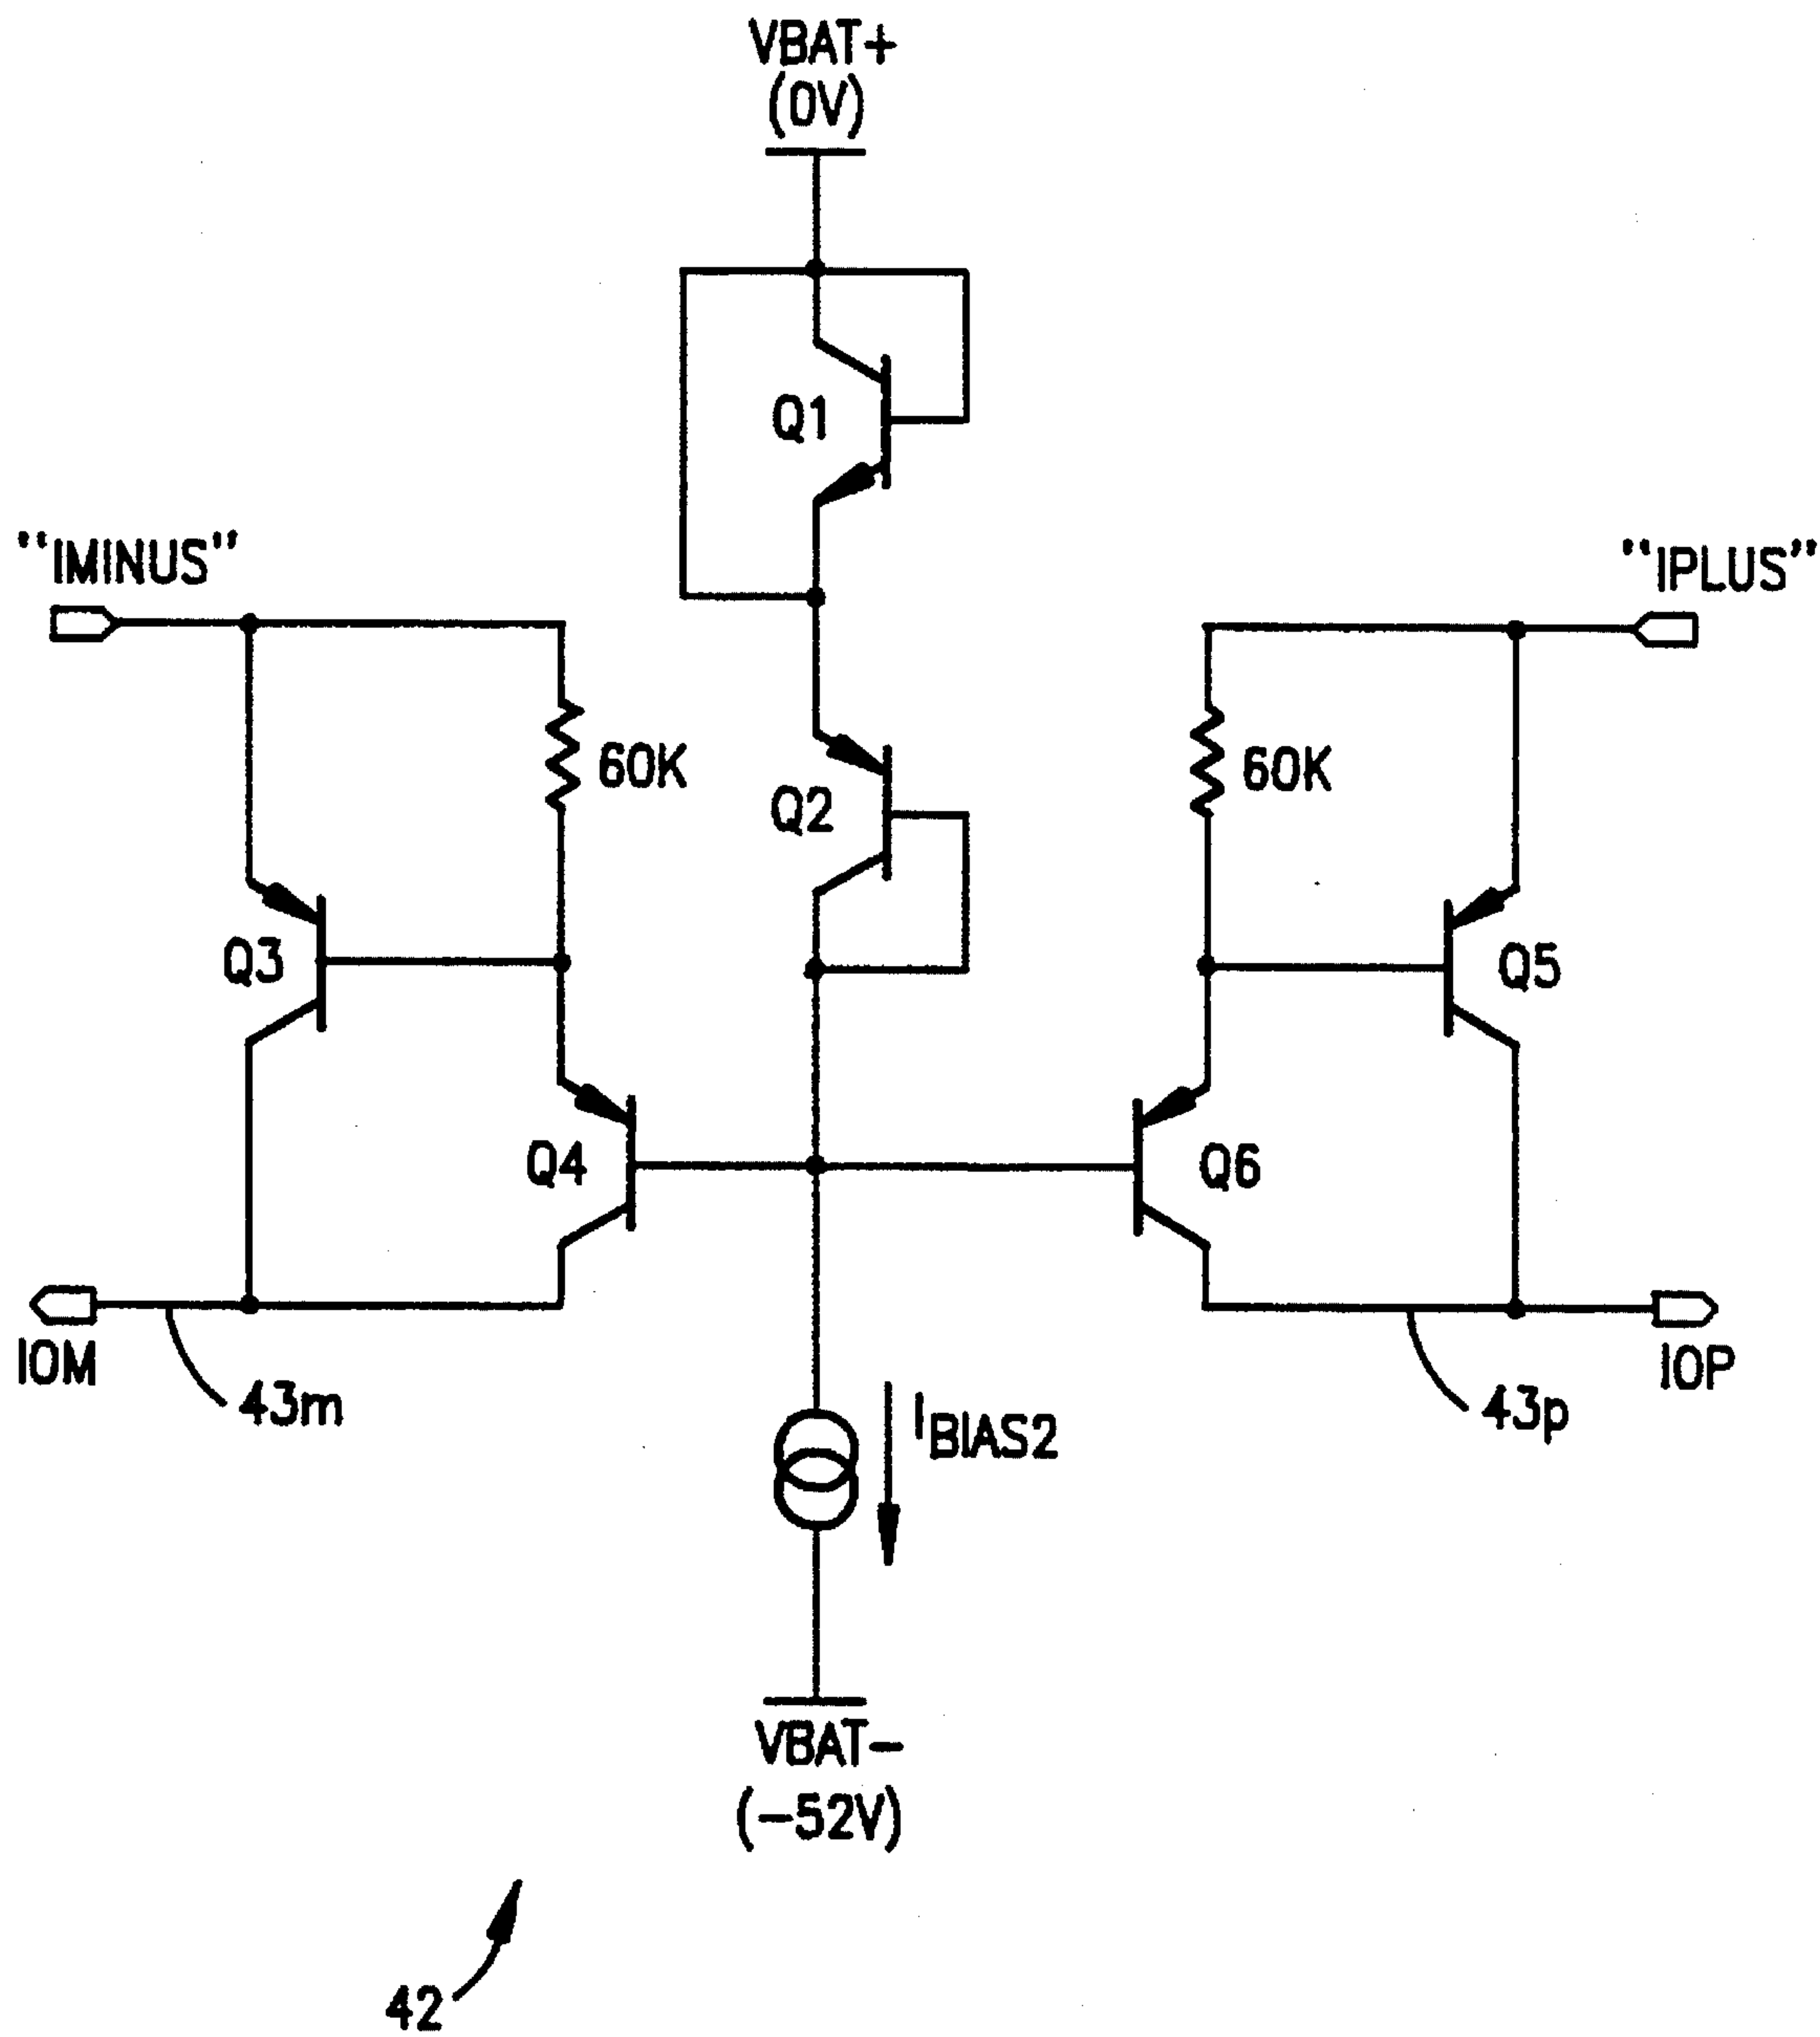 VBAT+
(0V)
Q1
"IMINUS"
"IPLUS"
60K
Q2
60K
Q3
Q5
Q4
Q6
IOM
43m
IBIAS2
IOP
43p
VBAT-
(-52V)
42